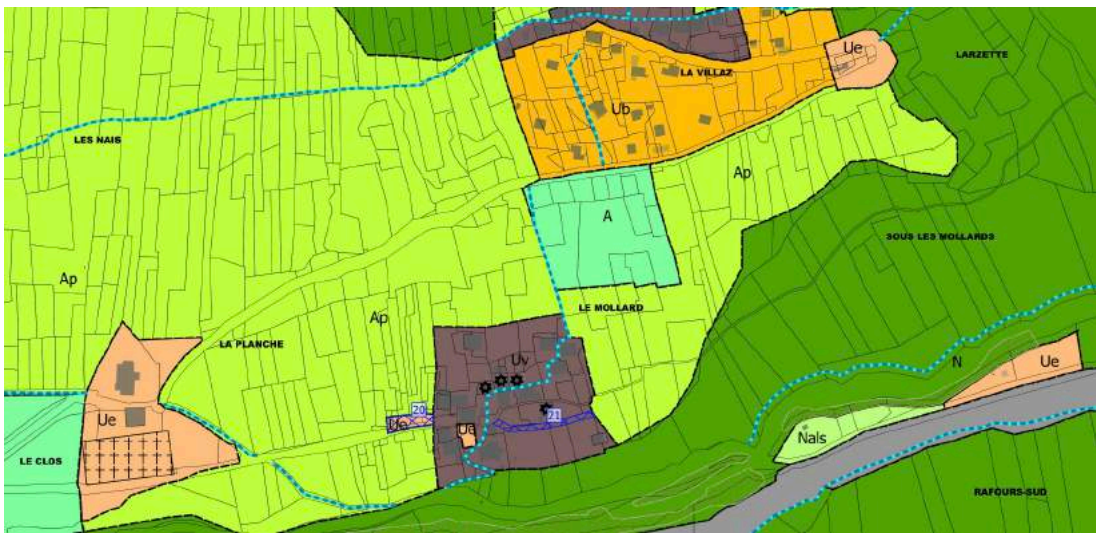 Ue
LARZETTE
LA VILLAZ
Ub
LES NAIS
Ap
A
SOUS LES MOLLARDS
Ap
LE MOLLARD
Ap
LA PLANCHE
Uv
N
Ue
20
Ue
21
Ue
Ue
Nals
LE CLOS
RAFOURS-SUD